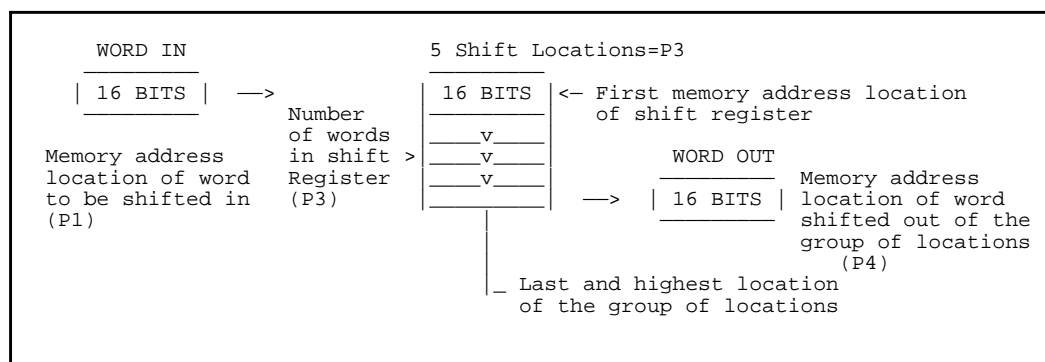 WORD IN 5 Shift Locations=P3
16 BITS —> 16 BITS <— First memory address location
Number of shift register
of words v
Memory address in shift > v WORD OUT
location of word Register v Memory address
to be shifted in (P3) —> 16 BITS location of word
(P1) shifted out of the
group of locations
(P4)
Last and highest location
of the group of locations